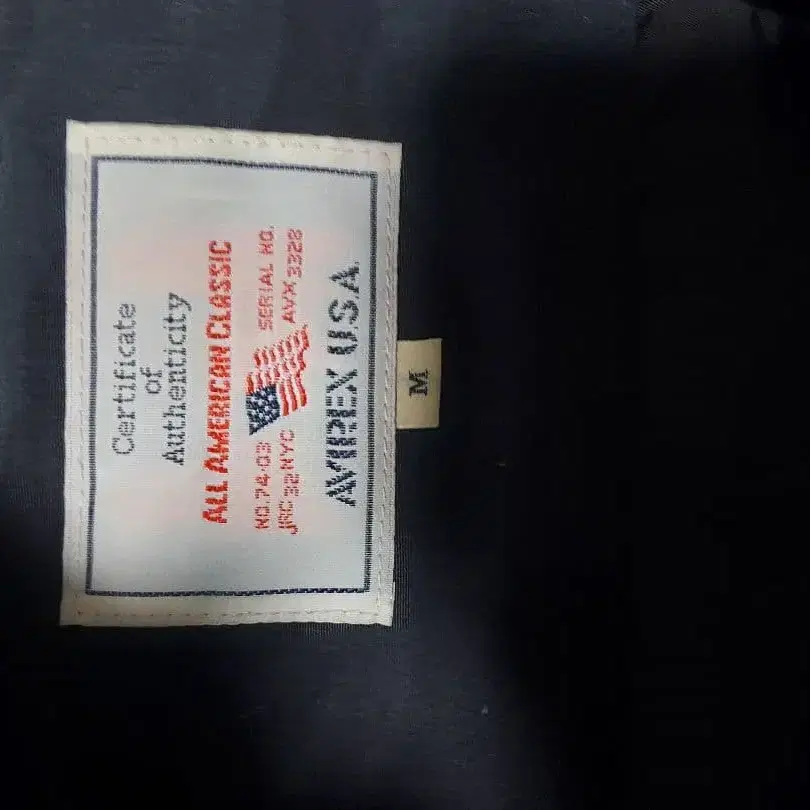 Certificate
of
Authenticity
ALL AMERICAN CLASSIC
NO.74-03 SERIAL NO.
JRC 32 NYC AVX 3328
AVIREX U.S.A.
M